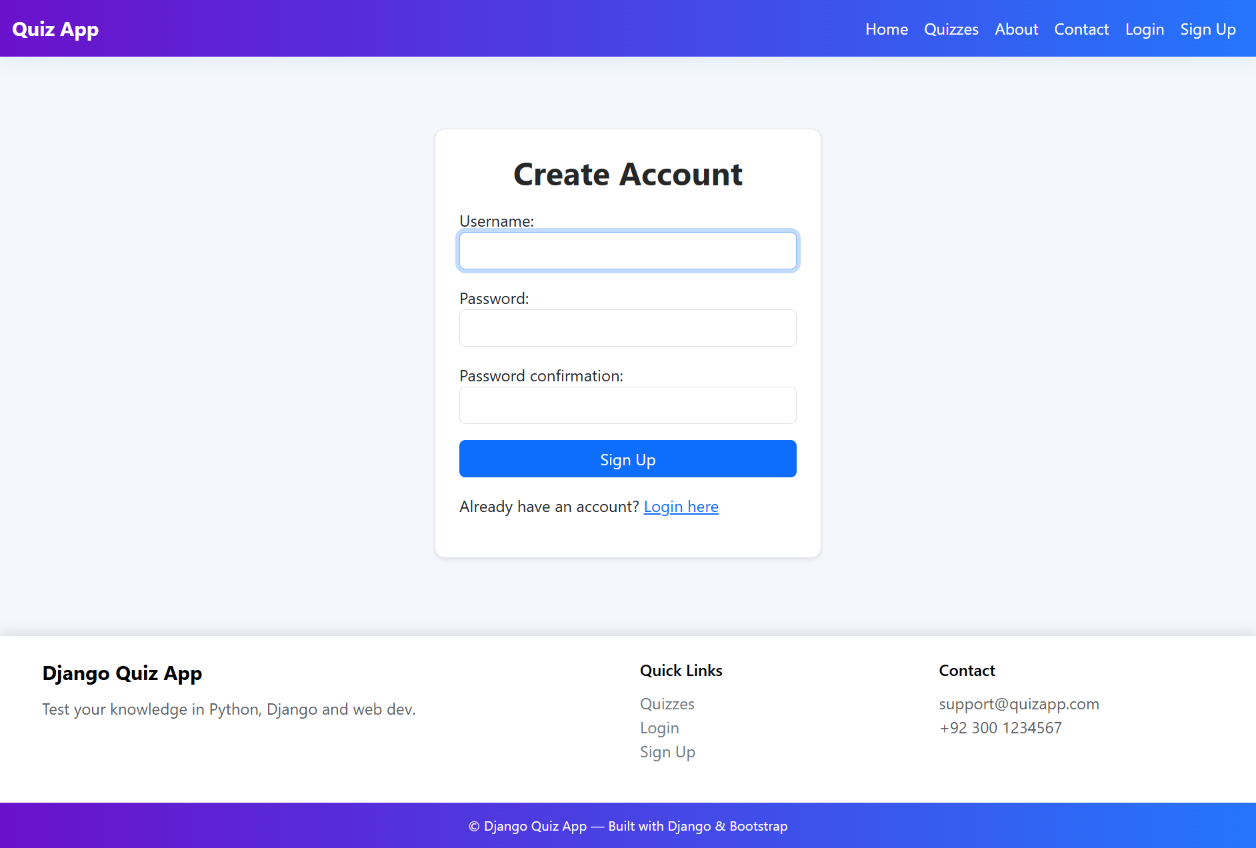 Quiz App
Home Quizzes About Contact Login Sign Up
Create Account
Username:
Password:
Password confirmation:
Sign Up
Already have an account? Login here
Django Quiz App
Test your knowledge in Python, Django and web dev.
Quick Links
Quizzes
Login
Sign Up
Contact
support@quizapp.com
+92 300 1234567
© Django Quiz App — Built with Django & Bootstrap